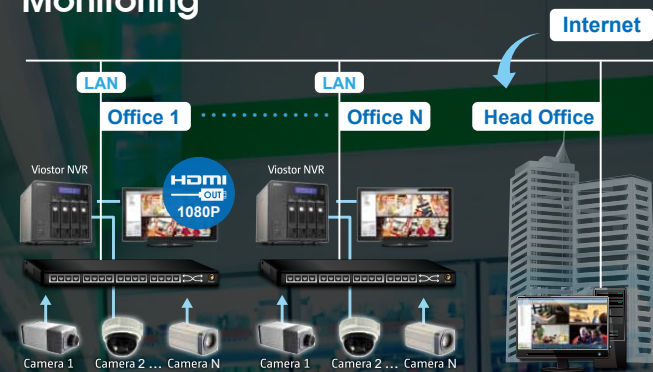 Monitoring
Internet
LAN
LAN
Office 1
Office N
Head Office
Viostor NVR
HDMI
OUT
1080P
Viostor NVR
Camera 1
Camera 2 ... Camera N
Camera 1
Camera 2 ... Camera N